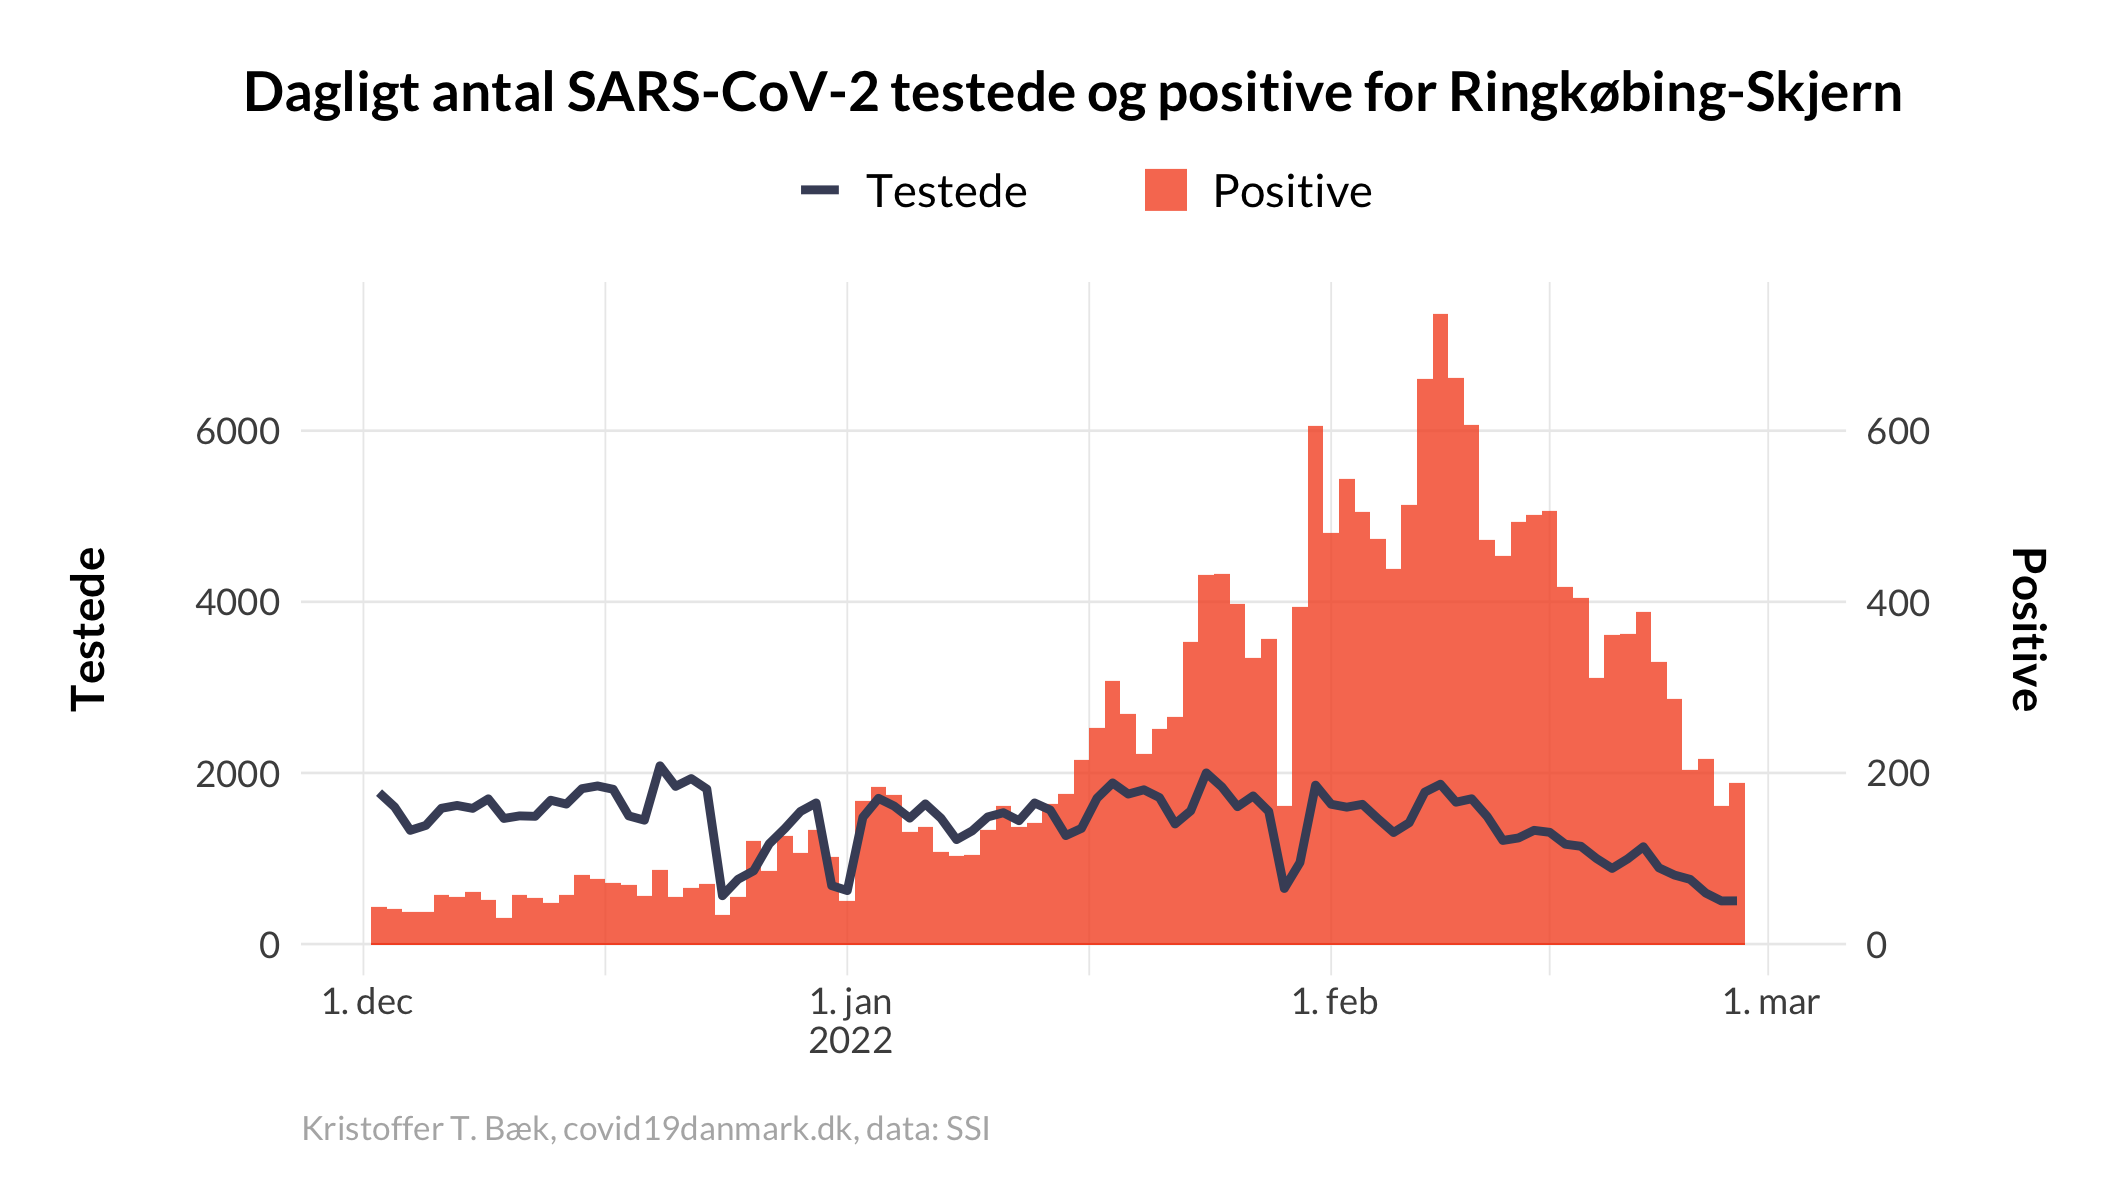 Dagligt antal SARS-CoV-2 testede og positive for Ringkøbing-Skjern
Testede
Positive
Testede
6000
4000
2000
0
600
400
200
0
Positive
1. dec
1. jan
2022
1. feb
1. mar
Kristoffer T. Bæk, covid19danmark.dk, data: SSI